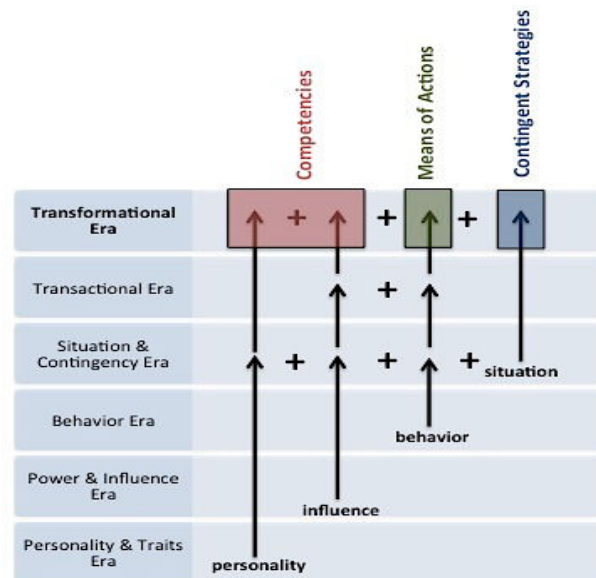 Competencies
Means of Actions
Contingent Strategies
Transformational
Era
+
+
+
Transactional Era
+
Situation &
Contingency Era
+
+
+
situation
Behavior Era
behavior
Power & Influence
Era
influence
Personality & Traits
Era
personality